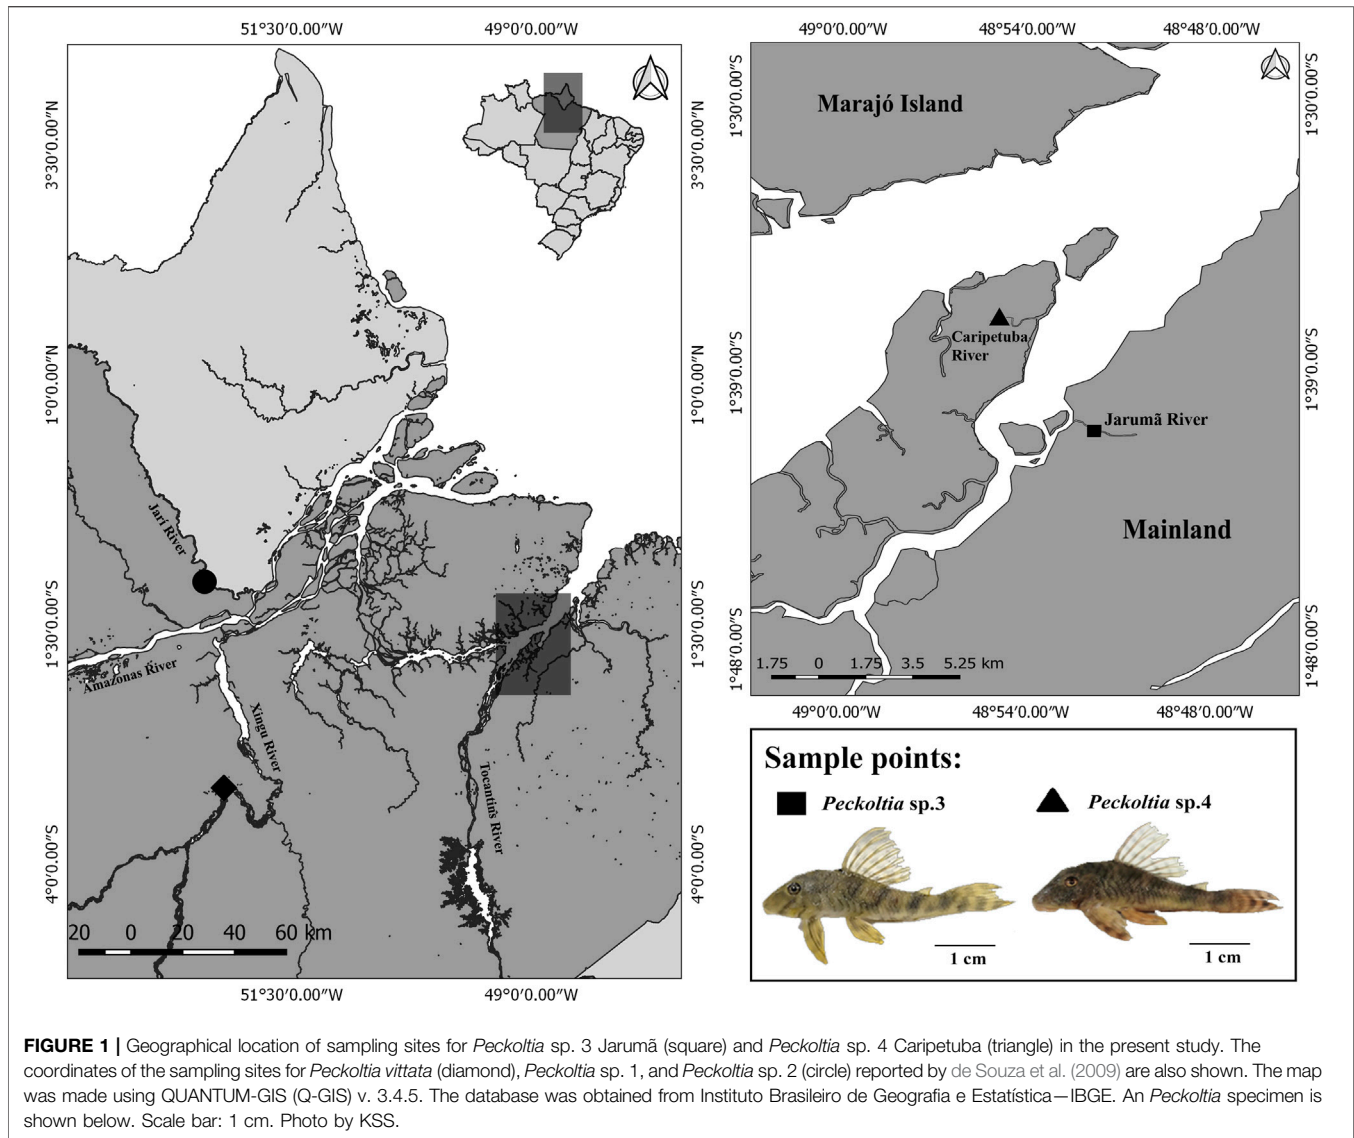 51°30′0.00″W
49°0′0.00″W
3°30′0.00″N
3°30′0.00″N
1°0′0.00″N
1°0′0.00″N
1°30′0.00″S
1°30′0.00″S
4°0′0.00″S
4°0′0.00″S
Jari River
Amazonas River
Xingu River
Tocantins River
20 0 20 40 60 km
51°30′0.00″W
49°0′0.00″W
49°0′0.00″W
48°54′0.00″W
48°48′0.00″W
1°30′0.00″S
1°30′0.00″S
Marajó Island
Caripetuba
River
1°39′0.00″S
1°39′0.00″S
Jarumã River
Mainland
1°48′0.00″S
1°48′0.00″S
1.75 0 1.75 3.5 5.25 km
49°0′0.00″W
48°54′0.00″W
48°48′0.00″W
Sample points:
Peckoltia sp.3
Peckoltia sp.4
1 cm
1 cm
FIGURE 1 | Geographical location of sampling sites for Peckoltia sp. 3 Jarumã (square) and Peckoltia sp. 4 Caripetuba (triangle) in the present study. The
coordinates of the sampling sites for Peckoltia vittata (diamond), Peckoltia sp. 1, and Peckoltia sp. 2 (circle) reported by de Souza et al. (2009) are also shown. The map
was made using QUANTUM-GIS (Q-GIS) v. 3.4.5. The database was obtained from Instituto Brasileiro de Geografia e Estatística—IBGE. An Peckoltia specimen is
shown below. Scale bar: 1 cm. Photo by KSS.